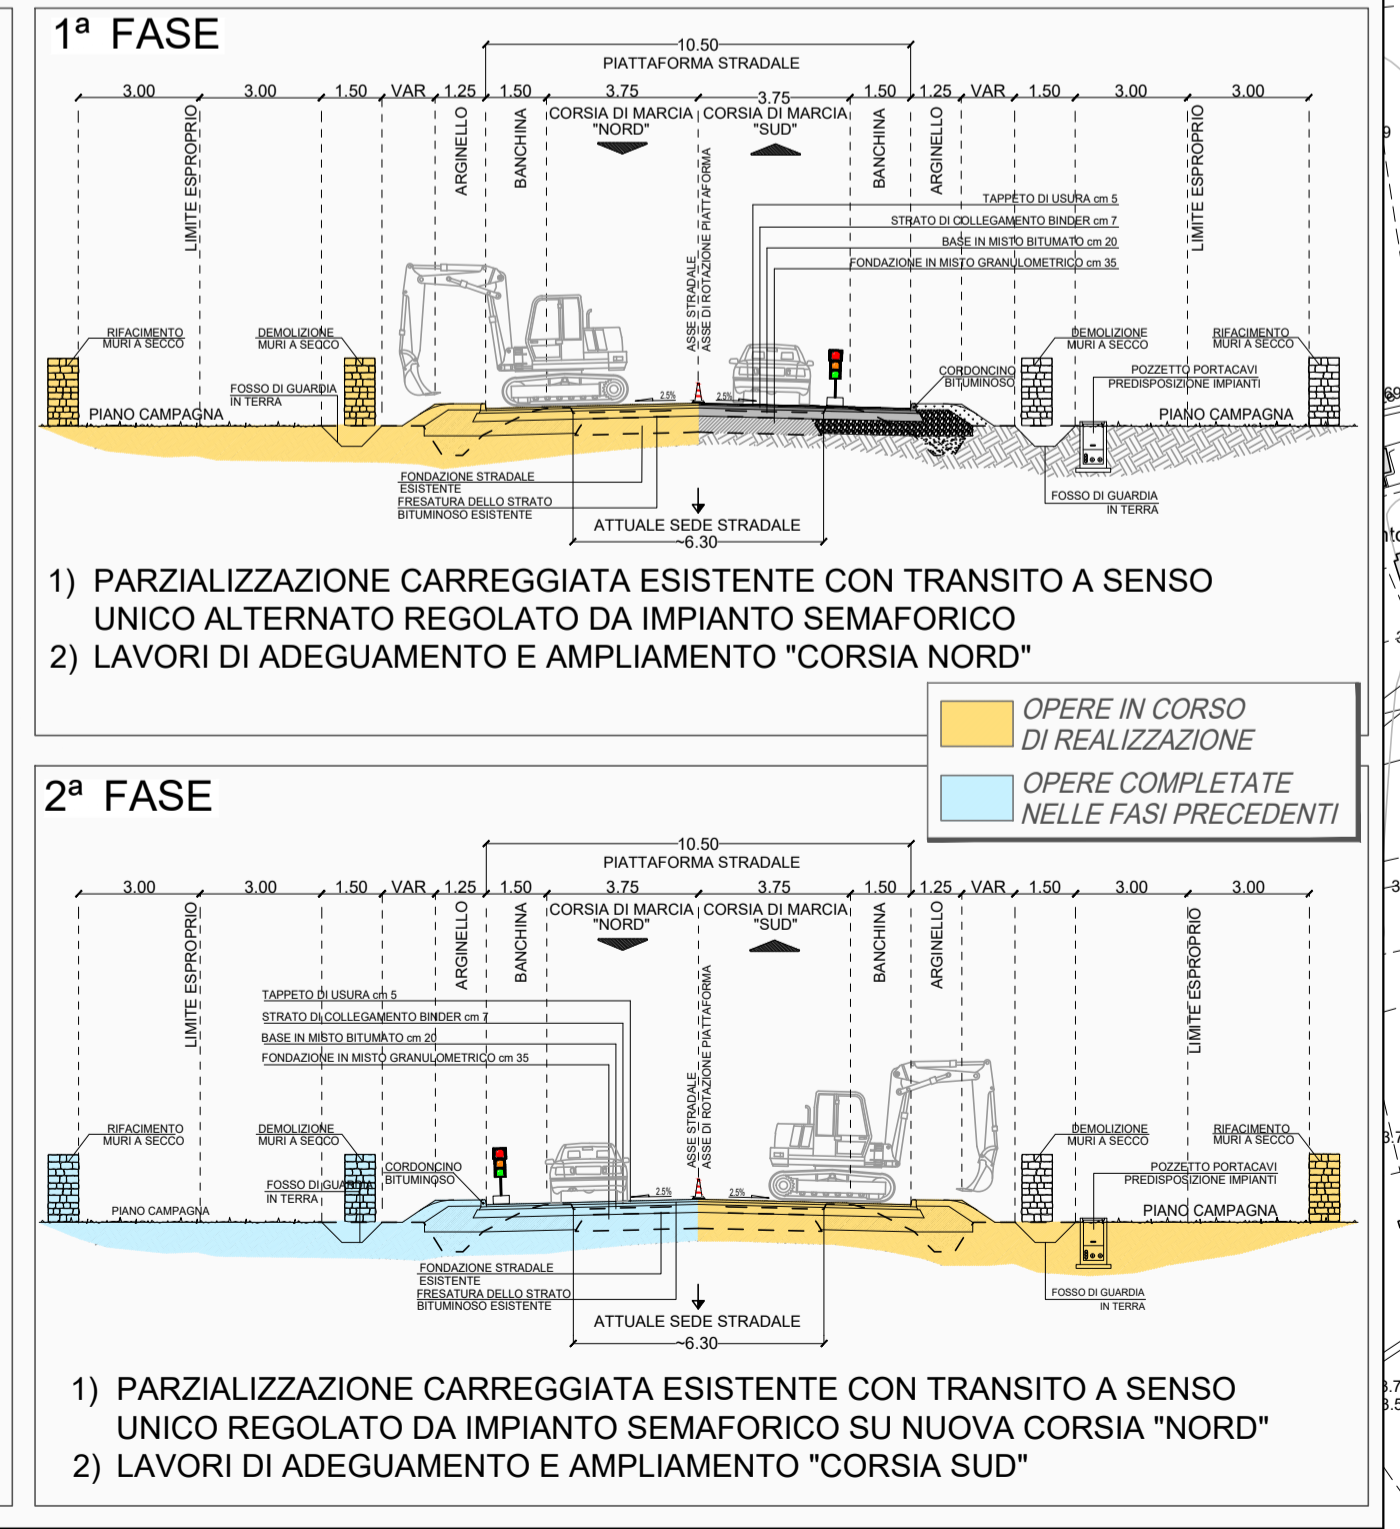 1ª FASE
10.50
PIATTAFORMA STRADALE
3.00 3.00 1.50 VAR 1.25 1.50 3.75 3.75 1.50 1.25 VAR 1.50 3.00 3.00
LIMITE ESPROPRIO
ARGINELLO
BANCHINA
CORSIA DI MARCIA
"NORD"
CORSIA DI MARCIA
"SUD"
BANCHINA
ARGINELLO
LIMITE ESPROPRIO
ASSE STRADALE
ASSE DI ROTAZIONE PIATTAFORMA
TAPPETO DI USURA cm 5
STRATO DI COLLEGAMENTO BINDER cm 7
BASE IN MISTO BITUMATO cm 20
FONDAZIONE IN MISTO GRANULOMETRICO cm 35
RIFACIMENTO
MURI A SECCO
DEMOLIZIONE
MURI A SECCO
FOSSO DI GUARDIA
IN TERRA
PIANO CAMPAGNA
2.5%
2.5%
CORDONCINO
BITUMINOSO
DEMOLIZIONE
MURI A SECCO
RIFACIMENTO
MURI A SECCO
POZZETTO PORTACAVI
PREDISPOSIZIONE IMPIANTI
PIANO CAMPAGNA
FONDAZIONE STRADALE
ESISTENTE
FRESATURA DELLO STRATO
BITUMINOSO ESISTENTE
FOSSO DI GUARDIA
IN TERRA
ATTUALE SEDE STRADALE
~6.30
1) PARZIALIZZAZIONE CARREGGIATA ESISTENTE CON TRANSITO A SENSO
UNICO ALTERNATO REGOLATO DA IMPIANTO SEMAFORICO
2) LAVORI DI ADEGUAMENTO E AMPLIAMENTO "CORSIA NORD"
OPERE IN CORSO
DI REALIZZAZIONE
OPERE COMPLETATE
NELLE FASI PRECEDENTI
2ª FASE
10.50
PIATTAFORMA STRADALE
3.00 3.00 1.50 VAR 1.25 1.50 3.75 3.75 1.50 1.25 VAR 1.50 3.00 3.00
LIMITE ESPROPRIO
ARGINELLO
BANCHINA
CORSIA DI MARCIA
"NORD"
CORSIA DI MARCIA
"SUD"
BANCHINA
ARGINELLO
LIMITE ESPROPRIO
ASSE STRADALE
ASSE DI ROTAZIONE PIATTAFORMA
TAPPETO DI USURA cm 5
STRATO DI COLLEGAMENTO BINDER cm 7
BASE IN MISTO BITUMATO cm 20
FONDAZIONE IN MISTO GRANULOMETRICO cm 35
RIFACIMENTO
MURI A SECCO
DEMOLIZIONE
MURI A SECCO
FOSSO DI GUARDIA
IN TERRA
CORDONCINO
BITUMINOSO
PIANO CAMPAGNA
2.5%
2.5%
DEMOLIZIONE
MURI A SECCO
RIFACIMENTO
MURI A SECCO
POZZETTO PORTACAVI
PREDISPOSIZIONE IMPIANTI
PIANO CAMPAGNA
FONDAZIONE STRADALE
ESISTENTE
FRESATURA DELLO STRATO
BITUMINOSO ESISTENTE
FOSSO DI GUARDIA
IN TERRA
ATTUALE SEDE STRADALE
~6.30
1) PARZIALIZZAZIONE CARREGGIATA ESISTENTE CON TRANSITO A SENSO
UNICO REGOLATO DA IMPIANTO SEMAFORICO SU NUOVA CORSIA "NORD"
2) LAVORI DI ADEGUAMENTO E AMPLIAMENTO "CORSIA SUD"